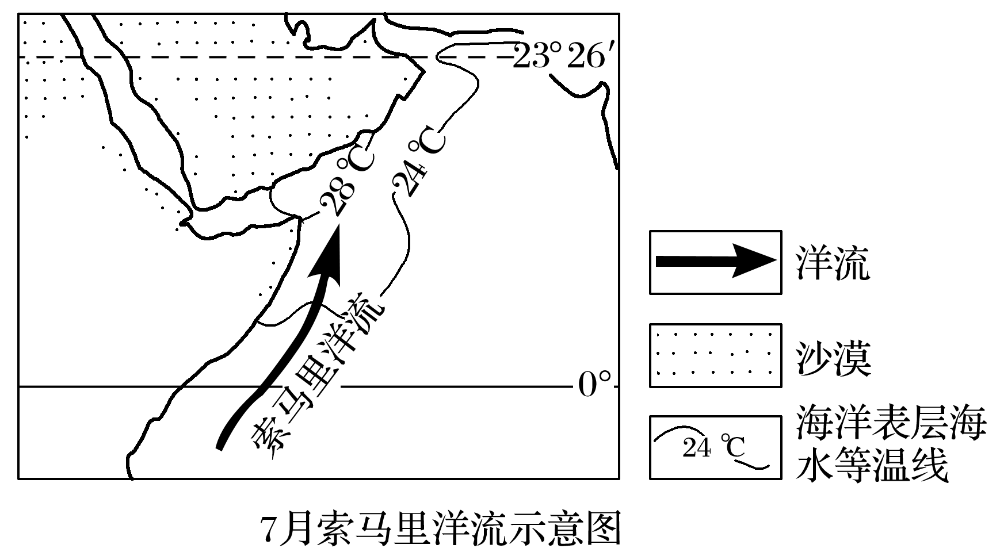 23°26′
28℃
24℃
索马里洋流
0°
洋流
沙漠
24 ℃
海洋表层海
水等温线
7月索马里洋流示意图